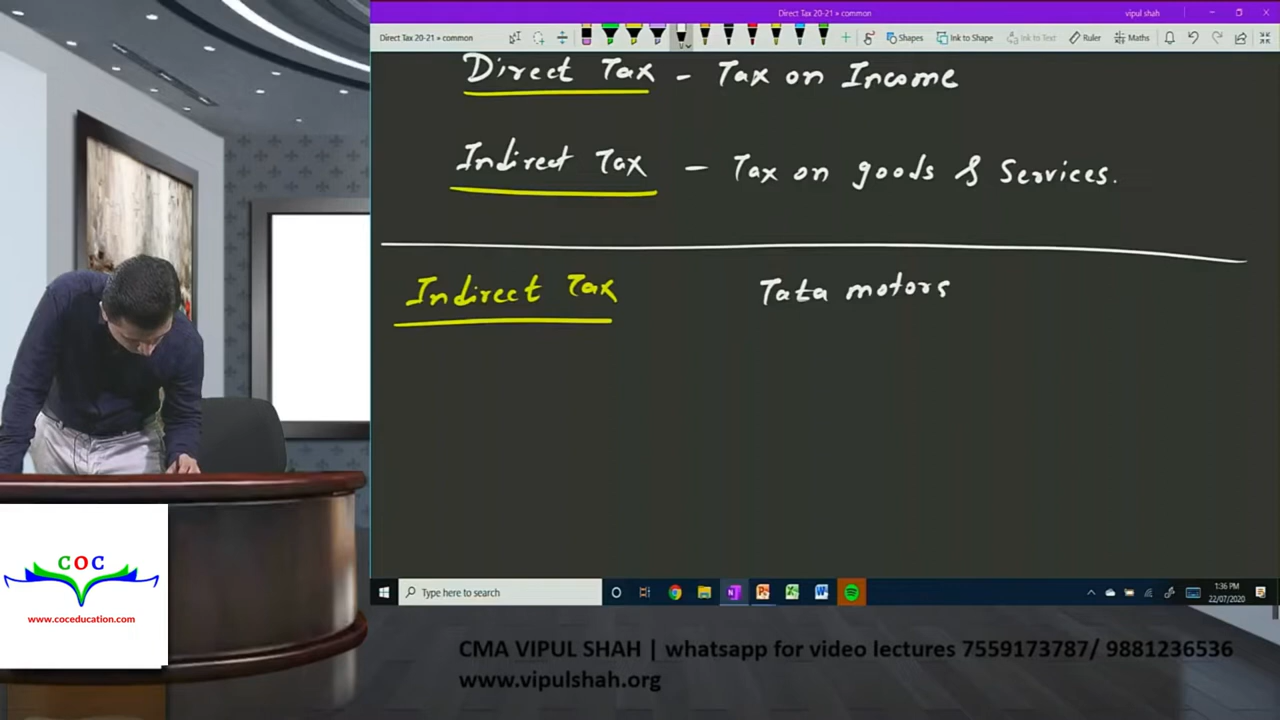 Direct Tax 20-21 » common
vipul shah
Direct Tax 20-21 » common
Shapes
Ink to Shape
Ink to Text
Ruler
Maths
Direct Tax - Tax on Income
Indirect Tax - Tax on goods & Services.
Indirect Tax
Tata motors
COC
www.coceducation.com
Type here to search
1:36 PM
22/07/2020
CMA VIPUL SHAH | whatsapp for video lectures 7559173787/ 9881236536
www.vipulshah.org